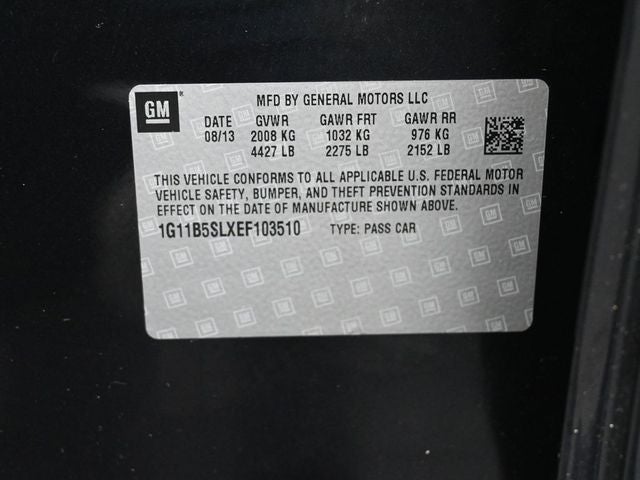 GM
MFD BY GENERAL MOTORS LLC
DATE GVWR GAWR FRT GAWR RR
08/13 2008 KG 1032 KG 976 KG
4427 LB 2275 LB 2152 LB
THIS VEHICLE CONFORMS TO ALL APPLICABLE U.S. FEDERAL MOTOR
VEHICLE SAFETY, BUMPER, AND THEFT PREVENTION STANDARDS IN
EFFECT ON THE DATE OF MANUFACTURE SHOWN ABOVE.
1G11B5SLXEF103510 TYPE: PASS CAR